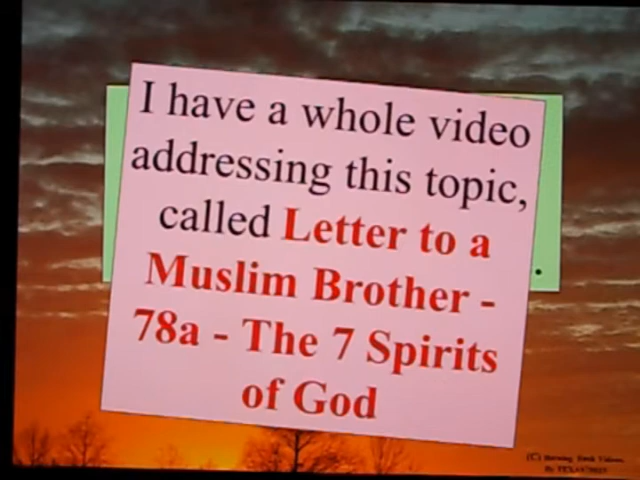 I have a whole video
addressing this topic,
called Letter to a
Muslim Brother -
78a - The 7 Spirits
of God
.